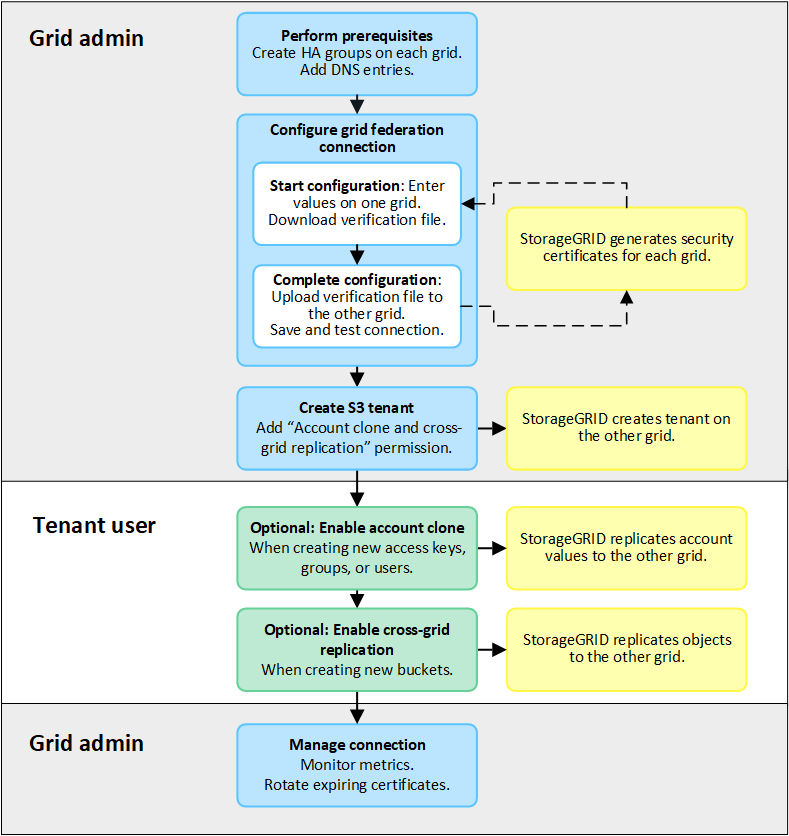 Grid admin
Perform prerequisites
Create HA groups on each grid.
Add DNS entries.
Configure grid federation
connection
Start configuration: Enter
values on one grid.
Download verification file.
StorageGRID generates security
certificates for each grid.
Complete configuration:
Upload verification file to
the other grid.
Save and test connection.
Create S3 tenant
Add “Account clone and cross-
grid replication” permission.
StorageGRID creates tenant on
the other grid.
Tenant user
Optional: Enable account clone
When creating new access keys,
groups, or users.
StorageGRID replicates account
values to the other grid.
Optional: Enable cross-grid
replication
When creating new buckets.
StorageGRID replicates objects
to the other grid.
Grid admin
Manage connection
Monitor metrics.
Rotate expiring certificates.